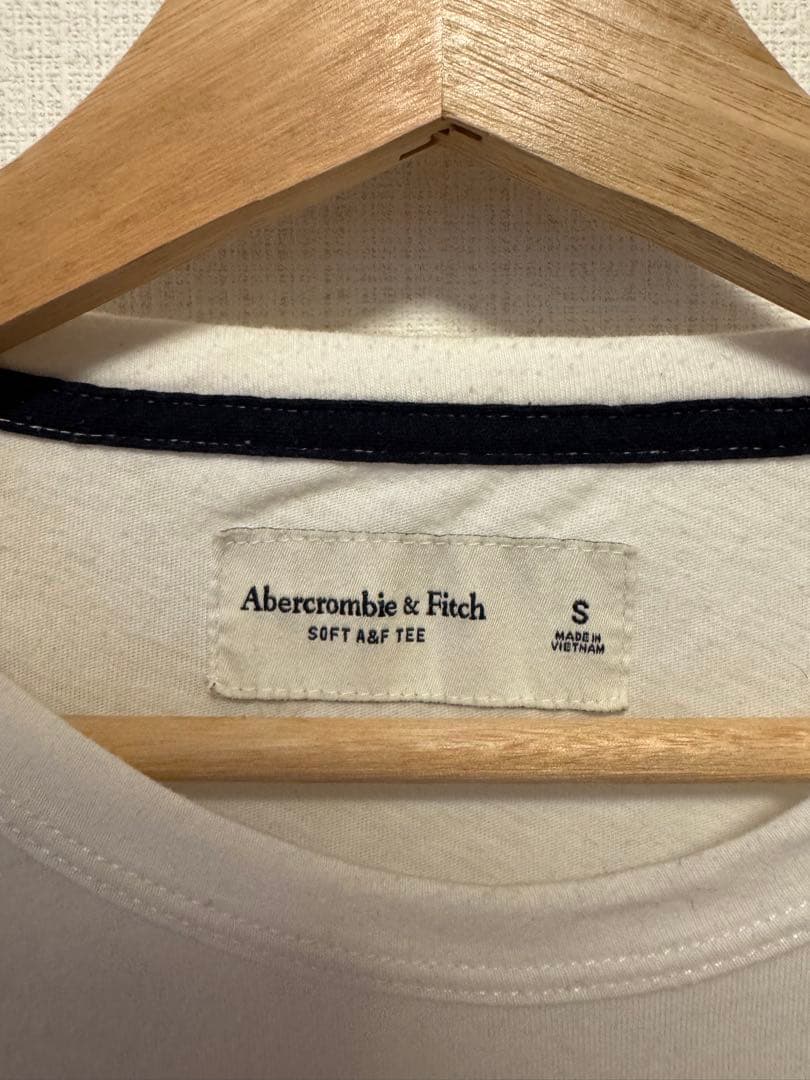 Abercrombie & Fitch
SOFT A&F TEE
S
MADE IN
VIETNAM